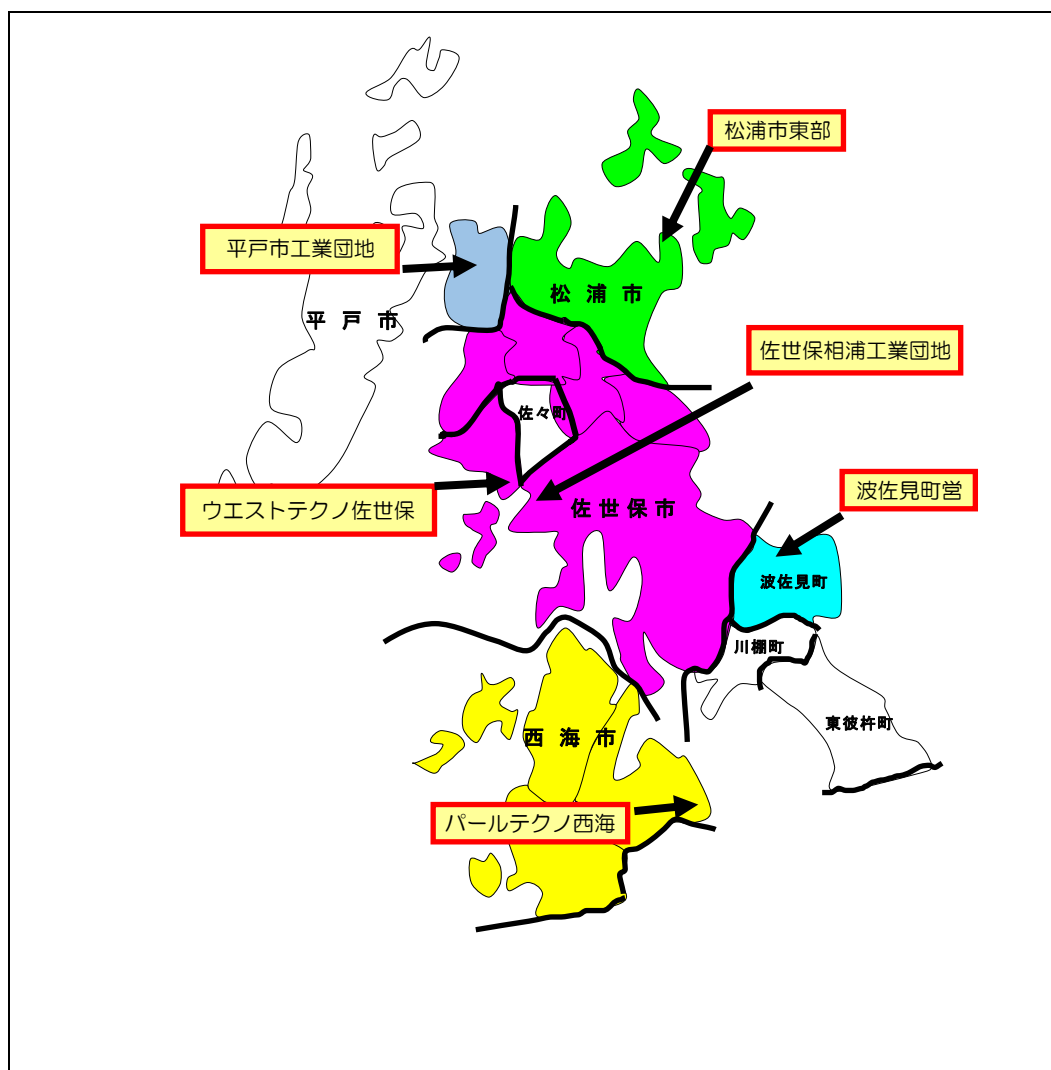 松浦市東部
平戸市工業団地
松浦市
平戸市
佐世保相浦工業団地
佐々町
ウエストテクノ佐世保
佐世保市
波佐見町営
波佐見町
川棚町
東彼杵町
西海市
パールテクノ西海